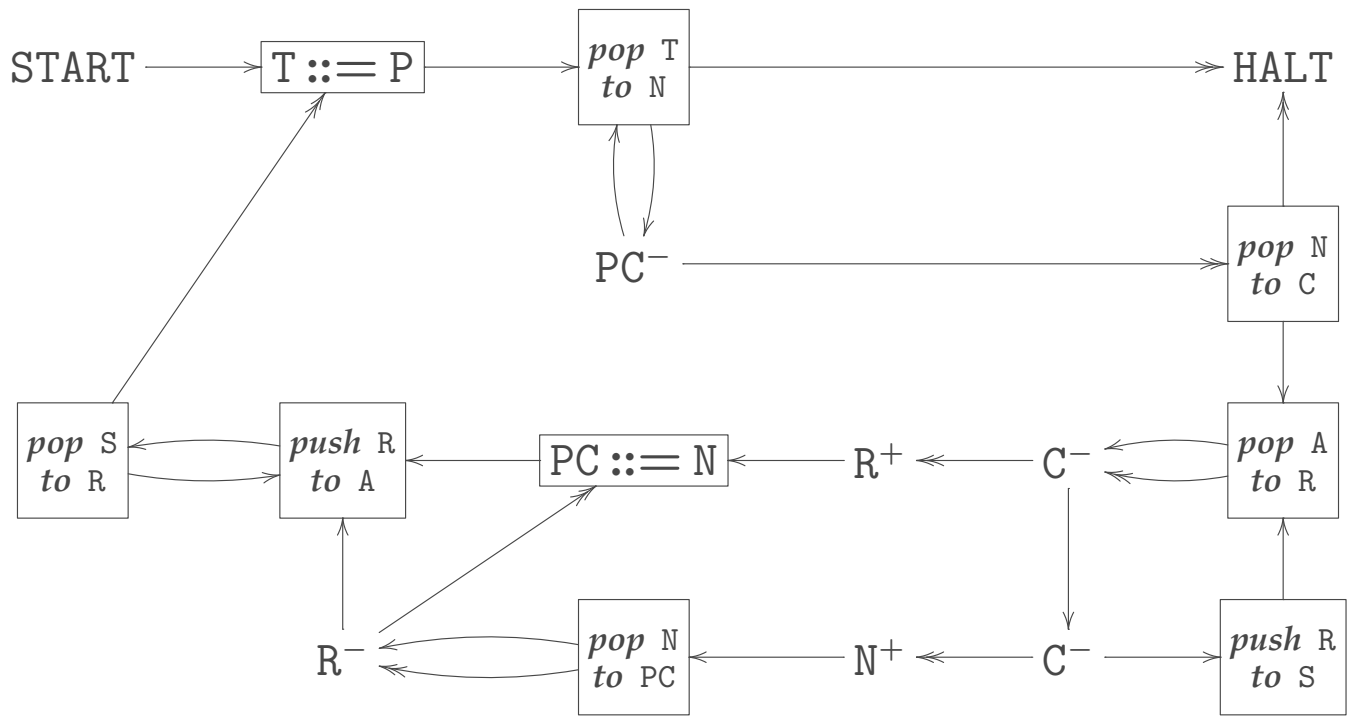 START
T ::= P
pop T
to N
HALT
PC⁻
pop N
to C
pop S
to R
push R
to A
PC ::= N
R⁺
C⁻
pop A
to R
R⁻
pop N
to PC
N⁺
C⁻
push R
to S